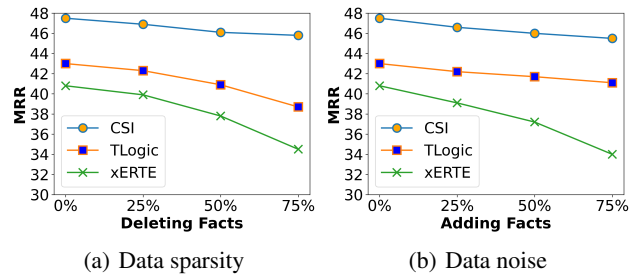 48
46
44
42
40
38
36
34
32
30
MRR
CSI
TLogic
xERTE
0% 25% 50% 75%
Deleting Facts
(a) Data sparsity
48
46
44
42
40
38
36
34
32
30
MRR
CSI
TLogic
xERTE
0% 25% 50% 75%
Adding Facts
(b) Data noise